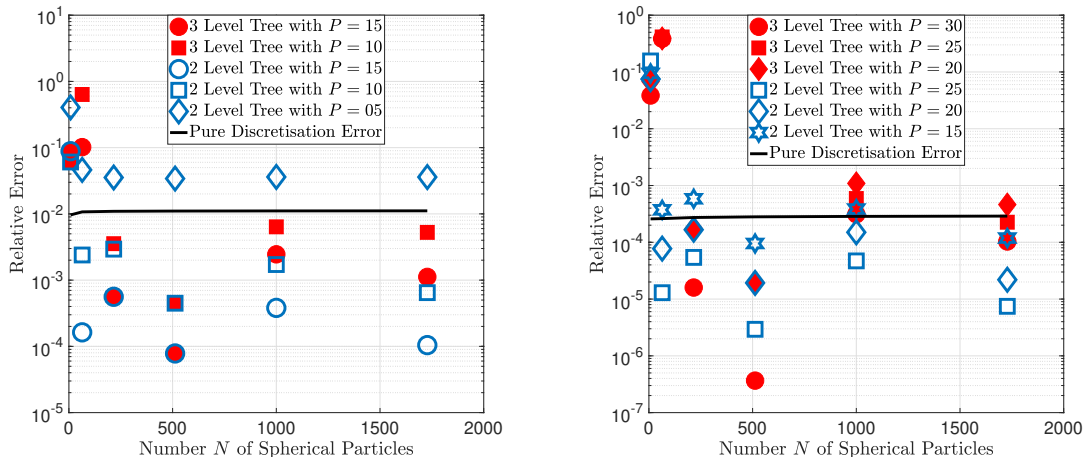 10^1
10^0
10^-1
10^-2
10^-3
10^-4
10^-5
Relative Error
3 Level Tree with P = 15
3 Level Tree with P = 10
2 Level Tree with P = 15
2 Level Tree with P = 10
2 Level Tree with P = 05
Pure Discretisation Error
0 500 1000 1500 2000
Number N of Spherical Particles
10^0
10^-1
10^-2
10^-3
10^-4
10^-5
10^-6
10^-7
Relative Error
3 Level Tree with P = 30
3 Level Tree with P = 25
3 Level Tree with P = 20
2 Level Tree with P = 25
2 Level Tree with P = 20
2 Level Tree with P = 15
Pure Discretisation Error
0 500 1000 1500 2000
Number N of Spherical Particles